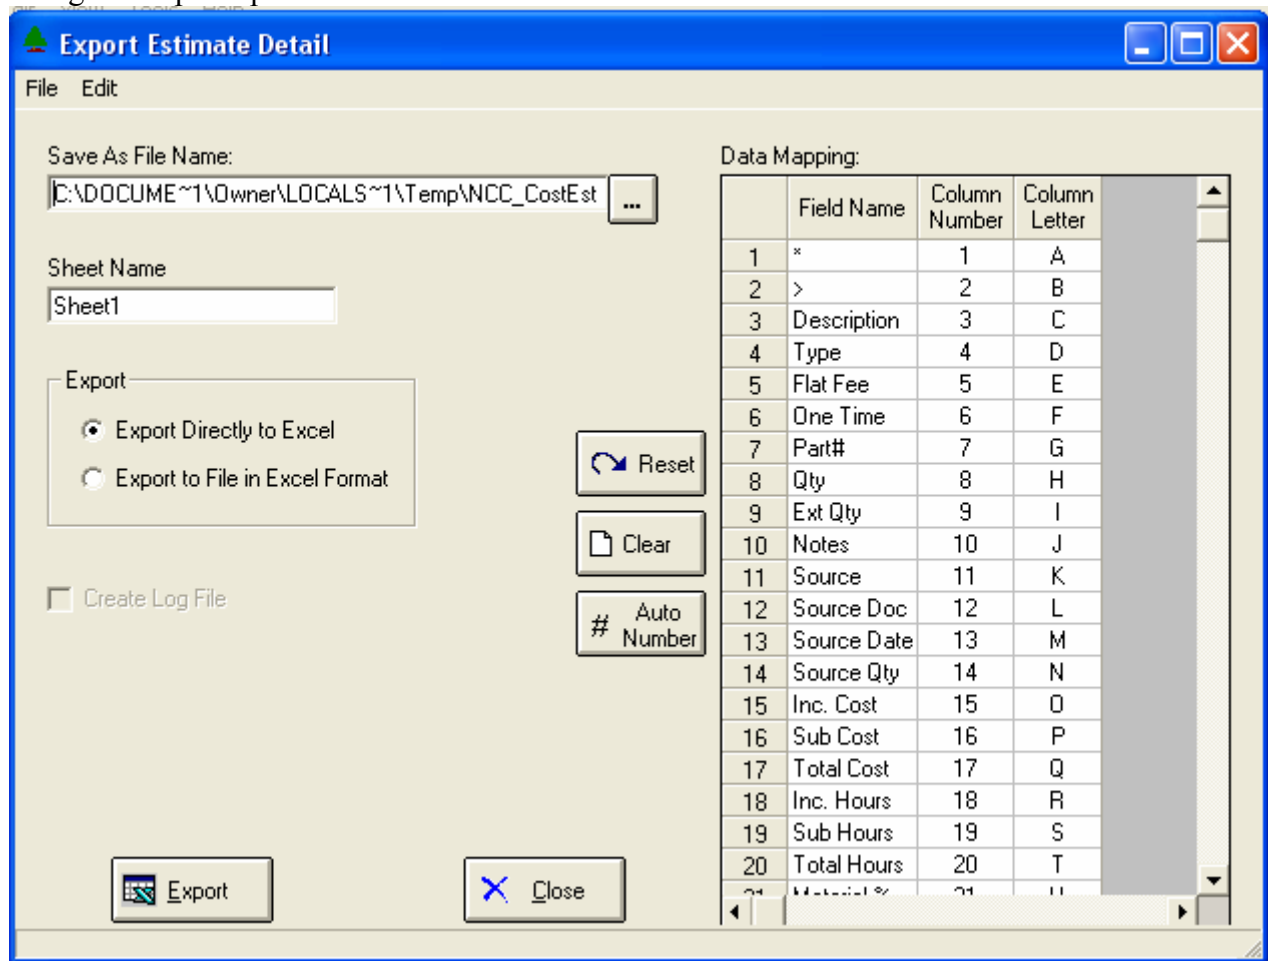 Export Estimate Detail
File Edit
Save As File Name:
C:\DOCUME~1\Owner\LOCALS~1\Temp\NCC_CostEst
...
Sheet Name
Sheet1
Export
Export Directly to Excel
Export to File in Excel Format
Create Log File
Reset
Clear
# Auto
Number
Export
Close
Data Mapping:
Field Name Column Number Column Letter
1 * 1 A
2 > 2 B
3 Description 3 C
4 Type 4 D
5 Flat Fee 5 E
6 One Time 6 F
7 Part# 7 G
8 Qty 8 H
9 Ext Qty 9 I
10 Notes 10 J
11 Source 11 K
12 Source Doc 12 L
13 Source Date 13 M
14 Source Qty 14 N
15 Inc. Cost 15 O
16 Sub Cost 16 P
17 Total Cost 17 Q
18 Inc. Hours 18 R
19 Sub Hours 19 S
20 Total Hours 20 T
21 Material % 21 U